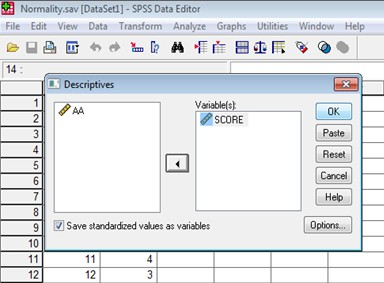 Normality.sav [DataSet1] - SPSS Data Editor
File Edit View Data Transform Analyze Graphs Utilities Window Help
14 :
Descriptives
AA
Variable(s):
SCORE
OK
Paste
Reset
Cancel
Help
Save standardized values as variables
Options...
1
2
3
4
5
6
7
8
9
10
11 11 4
12 12 3